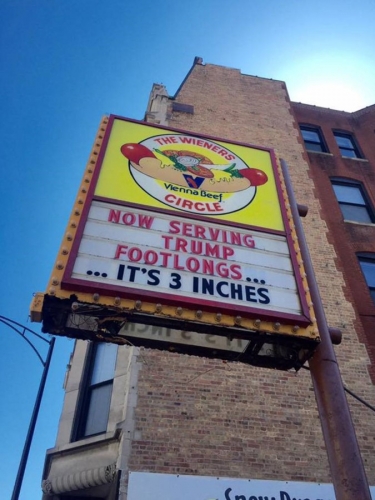 THE WIENERS
Vienna Beef
CIRCLE
NOW SERVING
TRUMP
FOOTLONGS...
... IT'S 3 INCHES